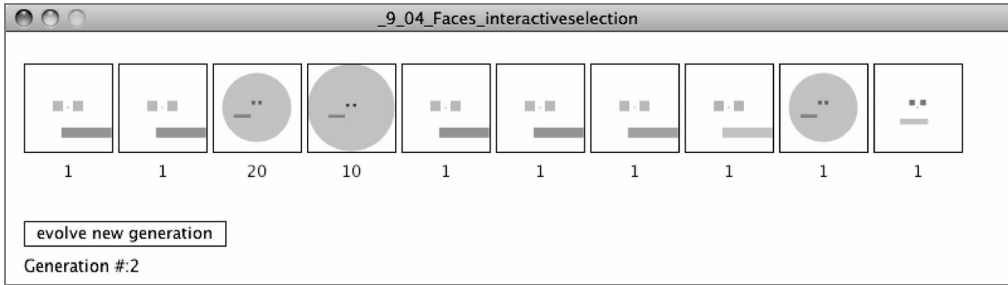 _9_04_Faces_interactiveselection
1 1 20 10 1 1 1 1 1 1
evolve new generation
Generation #:2